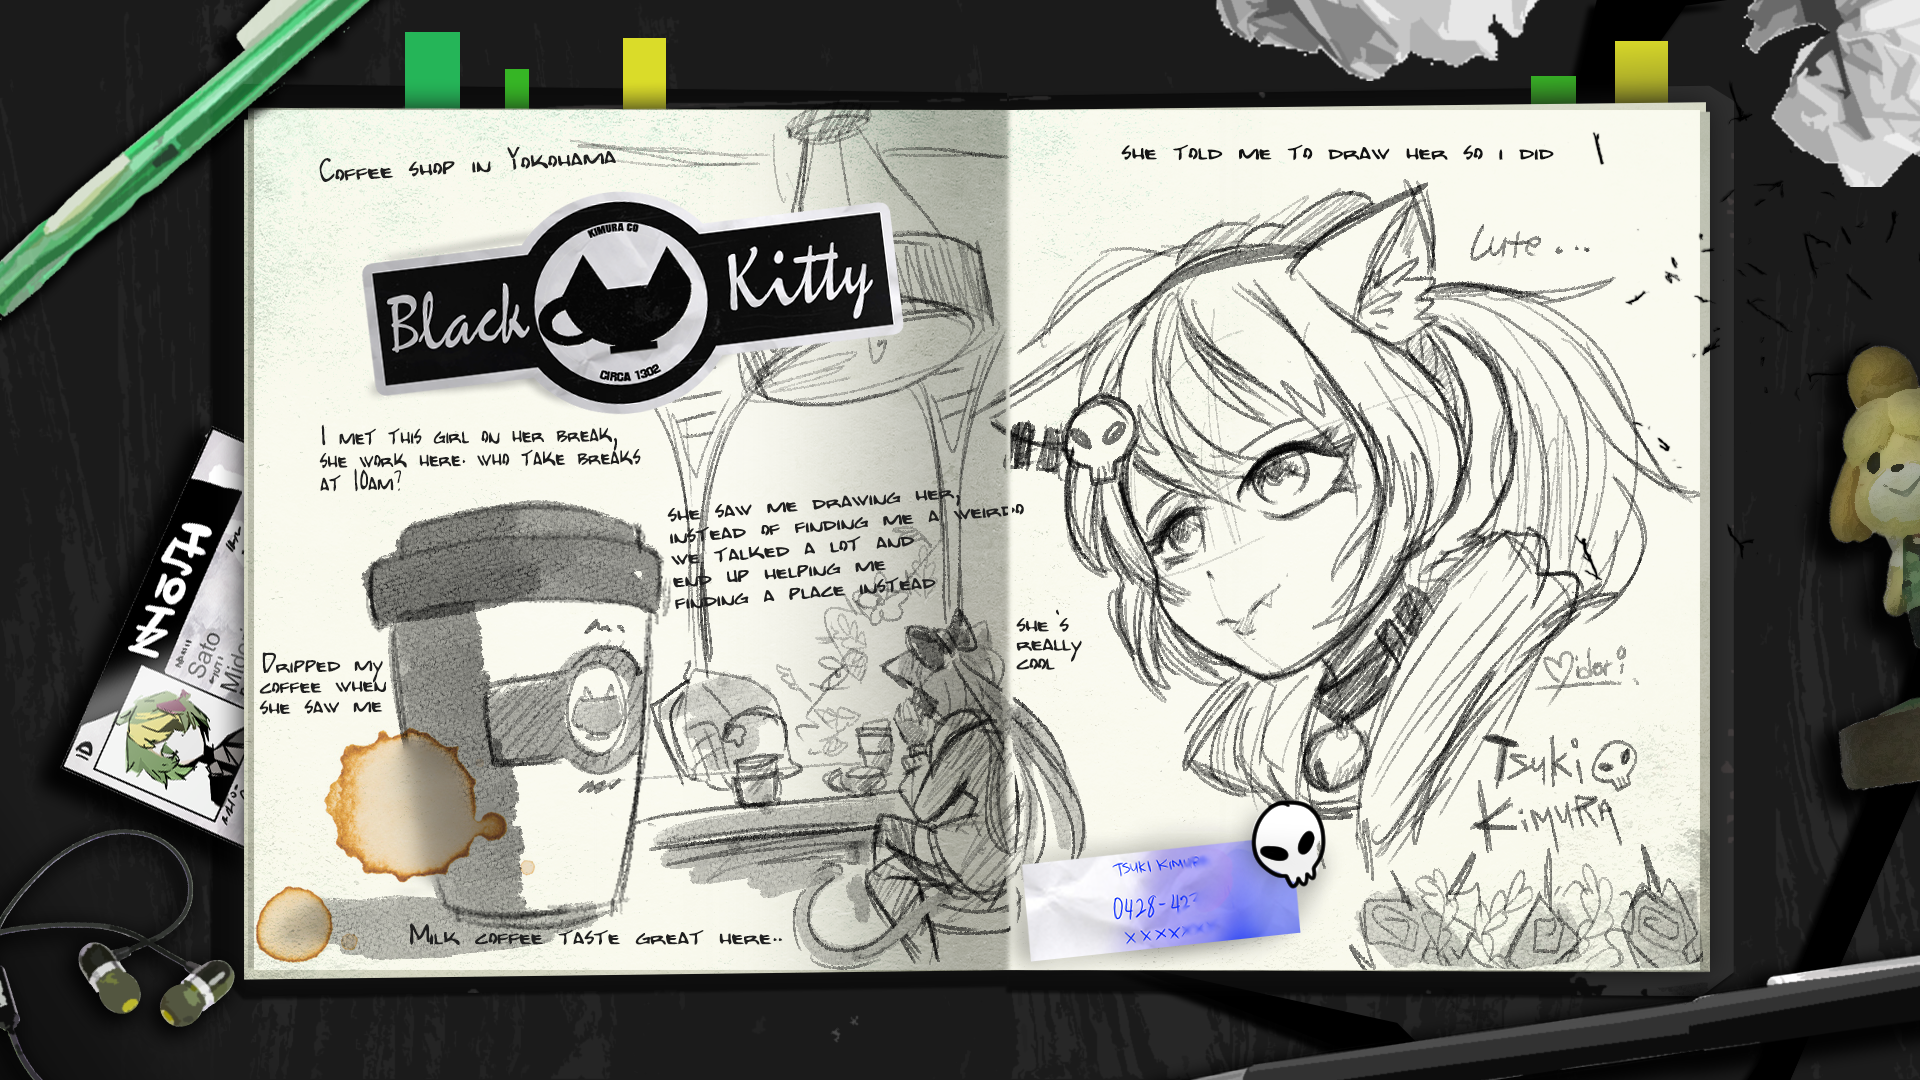 Coffee shop in Yokohama
KIMURA CO
Black Kitty
CIRCA 1302
I met this girl on her break,
she work here. who take breaks
at 10am?
she saw me drawing her,
instead of finding me a weirdo
we talked a lot and
end up helping me
finding a place instead
Dripped my
coffee when
she saw me
Milk coffee taste great here..
she told me to draw her so i did
Cute...
she's
really
cool
Midori
Tsuki
Kimura
Tsuki Kimur
0428-42
xxxx
Sato
Mido
ID